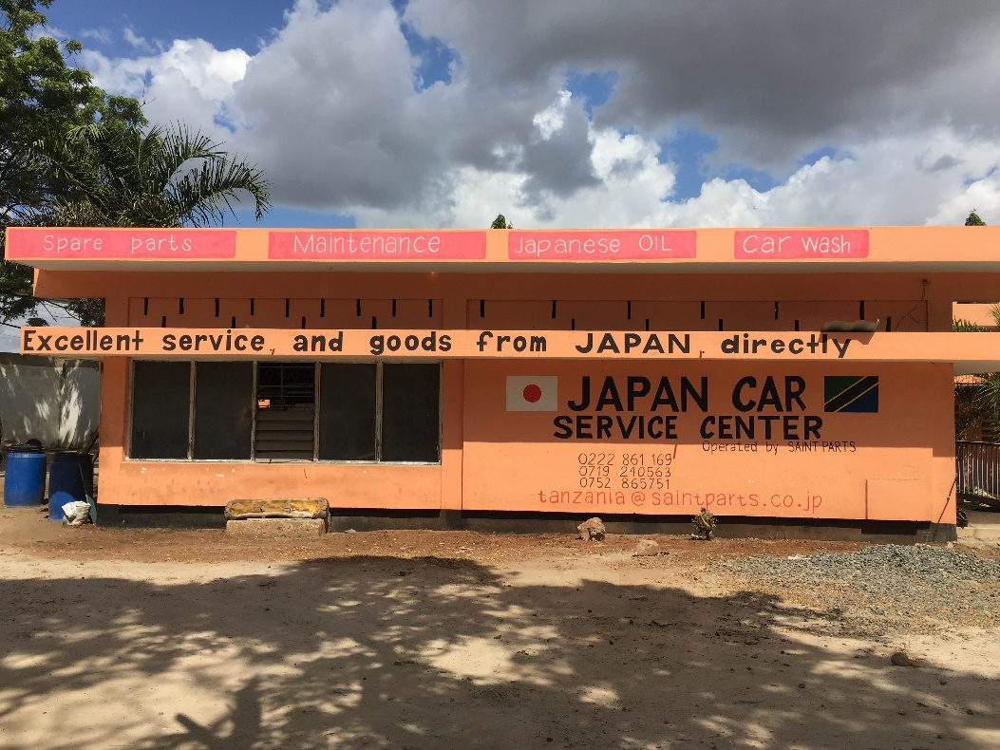 Spare parts
Maintenance
Japanese OIL
Car wash
Excellent service, and goods from JAPAN, directly
JAPAN CAR
SERVICE CENTER
Operated by SAINT PARTS
0222 861 169
0719 240563
0752 865751
tanzania@saintparts.co.jp